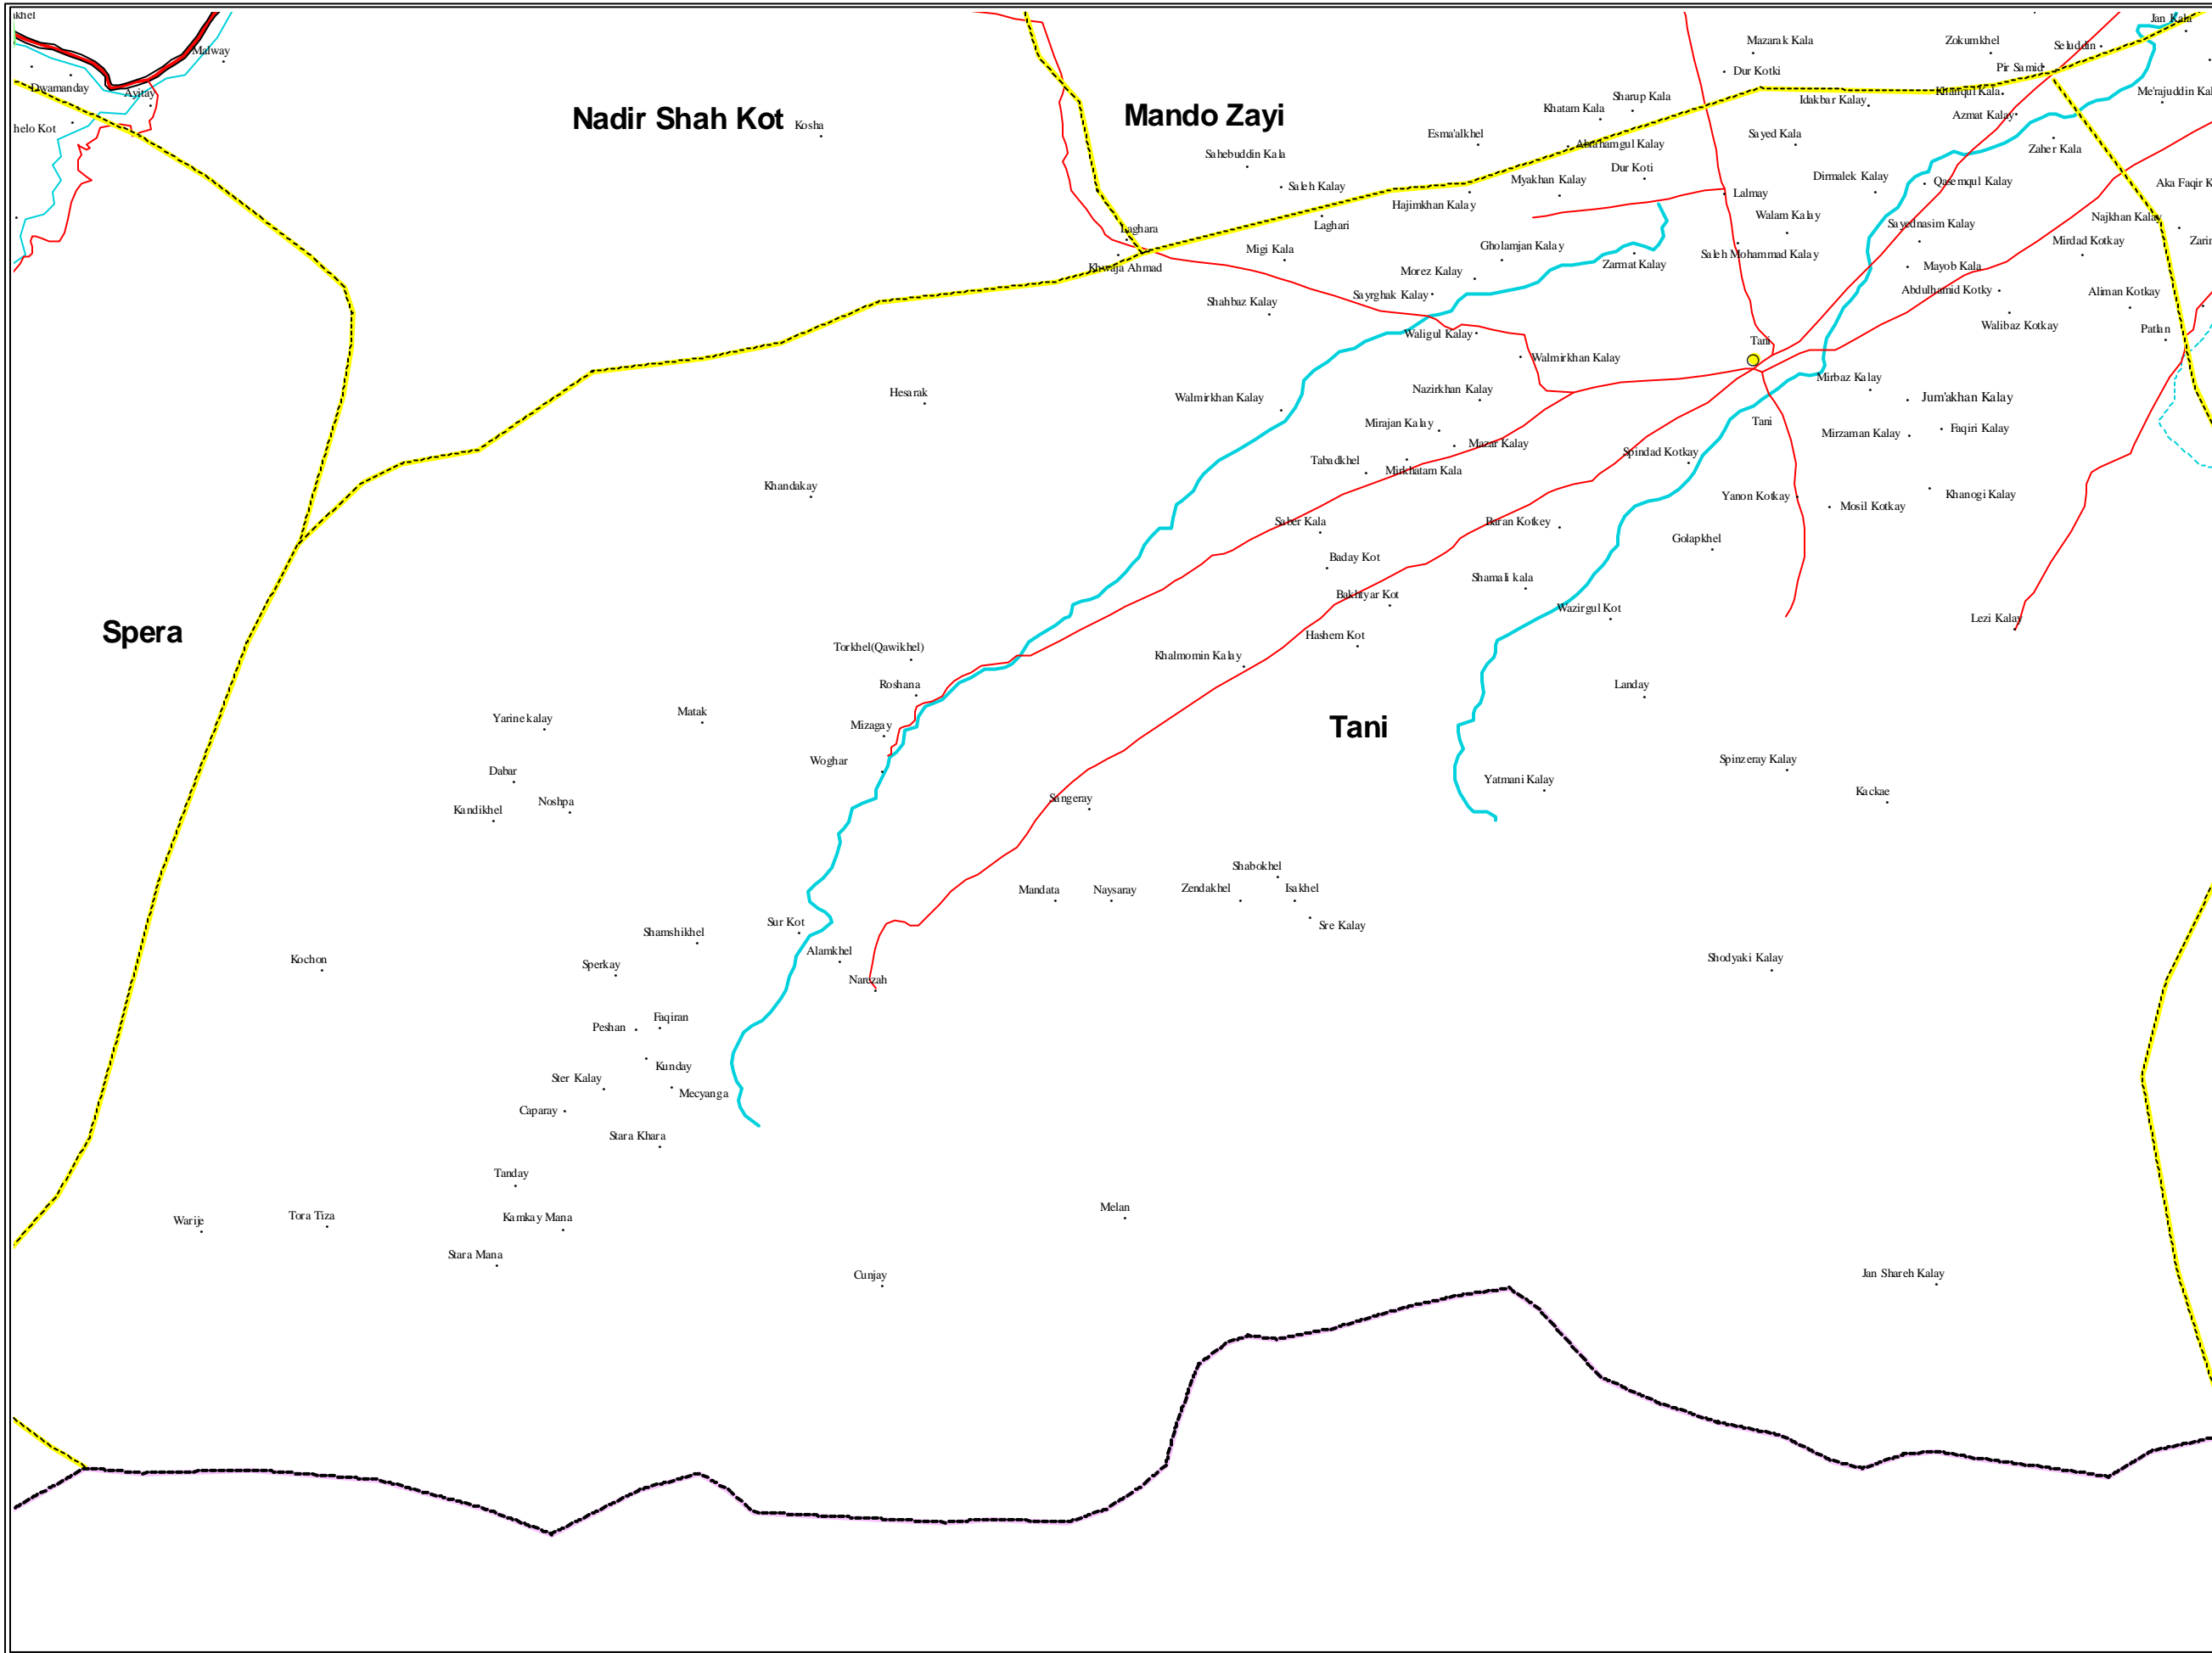 Malway
Dwamanday
Ayitay
helo Kot
Nadir Shah Kot
Kosha
Mando Zayi
Spera
Tani
Jan Kala
Mazarak Kala
Zokumkhel
Seluddin
Dur Kotki
Pir Samid
Sharup Kala
Khatam Kala
Idakbar Kalay
Azmat Kalay
Esma'alkhel
Abrahamgul Kalay
Sayed Kala
Zaher Kala
Sahebuddin Kala
Dur Koti
Saleh Kalay
Myakhan Kalay
Lalmay
Dirmalek Kalay
Qasemqul Kalay
Hajimkhan Kalay
Laghari
Walam Kalay
Sayednasim Kalay
Najkhan Kalay
Laghara
Khwaja Ahmad
Migi Kala
Gholamjan Kalay
Zarmat Kalay
Saleh Mohammad Kalay
Mirdad Kotkay
Morez Kalay
Mayob Kala
Shahbaz Kalay
Sayrghak Kalay
Abdulhamid Kotky
Aliman Kotkay
Waligul Kalay
Walibaz Kotkay
Patlan
Tani
Walmirkhan Kalay
Hesarak
Walmirkhan Kalay
Nazirkhan Kalay
Mirbaz Kalay
Jum'akhan Kalay
Mirajan Kalay
Tani
Mirzaman Kalay
Faqiri Kalay
Mazar Kalay
Tabadkhel
Mirkhatam Kala
Spindad Kotkay
Khandakay
Yanon Kotkay
Mosil Kotkay
Khanogi Kalay
Saber Kala
Baran Kotkey
Golapkhel
Baday Kot
Shamali kala
Bakhtyar Kot
Wazirgul Kot
Lezi Kalay
Hashem Kot
Torkhel(Qawikhel)
Khalmomin Kalay
Roshana
Landay
Yarine kalay
Matak
Mizagay
Woghar
Dabar
Noshpa
Kandikhel
Sangeray
Yatmani Kalay
Spinzeray Kalay
Kackae
Shabokhel
Mandata
Naysaray
Zendakhel
Isakhel
Sre Kalay
Sur Kot
Shamshikhel
Alamkhel
Kochon
Sperkay
Narezah
Shodyaki Kalay
Peshan
Faqiran
Kunday
Ster Kalay
Mecyanga
Caparay
Stara Khara
Tanday
Warije
Tora Tiza
Kamkay Mana
Melan
Stara Mana
Cunjay
Jan Shareh Kalay